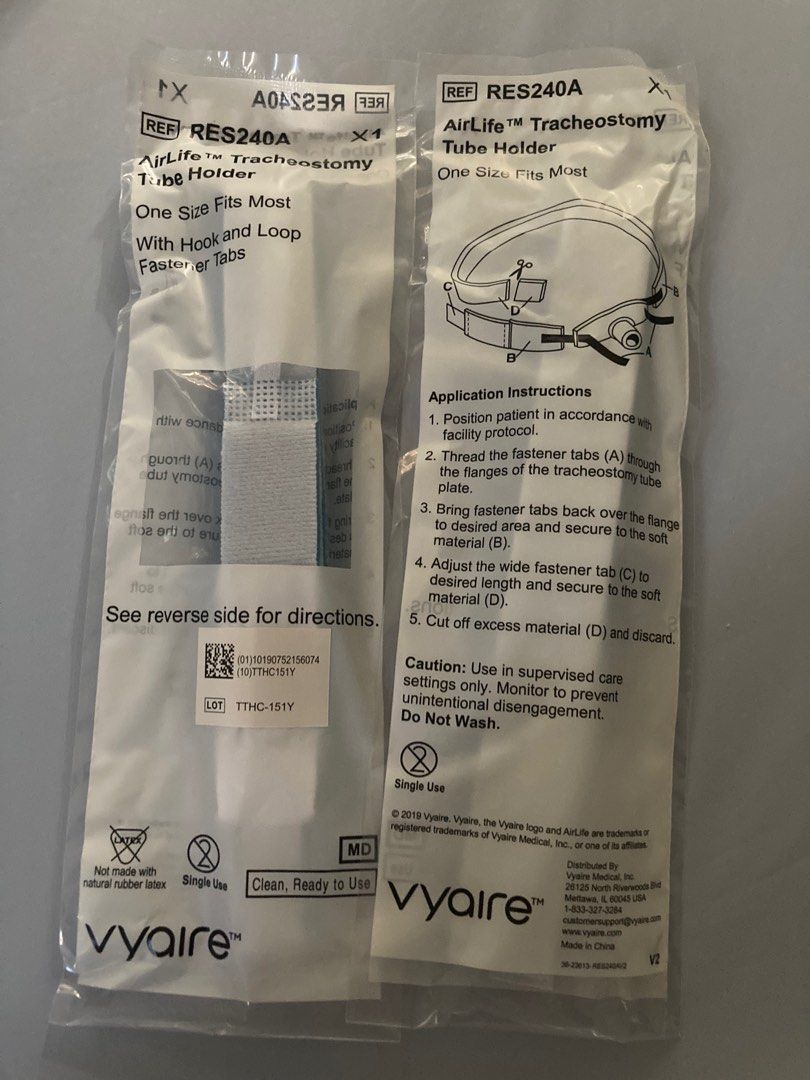 X1
RES240A REF
REF RES240A X1
AirLife™ Tracheostomy
Tube Holder
One Size Fits Most
With Hook and Loop
Fastener Tabs
See reverse side for directions.
(01)10190752156074
(10)TTHC151Y
LOT TTHC-151Y
LATEX
Not made with
natural rubber latex
2
Single Use
MD
Clean, Ready to Use
vyaire™
REF RES240A X1
AirLife™ Tracheostomy
Tube Holder
One Size Fits Most
C
D
B
B
A
Application Instructions
1. Position patient in accordance with
facility protocol.
2. Thread the fastener tabs (A) through
the flanges of the tracheostomy tube
plate.
3. Bring fastener tabs back over the flange
to desired area and secure to the soft
material (B).
4. Adjust the wide fastener tab (C) to
desired length and secure to the soft
material (D).
5. Cut off excess material (D) and discard.
Caution: Use in supervised care
settings only. Monitor to prevent
unintentional disengagement.
Do Not Wash.
2
Single Use
© 2019 Vyaire. Vyaire, the Vyaire logo and AirLife are trademarks or
registered trademarks of Vyaire Medical, Inc., or one of its affiliates.
vyaire™
Distributed By
Vyaire Medical, Inc.
26125 North Riverwoods Blvd
Mettawa, IL 60045 USA
1-833-327-3284
customersupport@vyaire.com
www.vyaire.com
Made in China
V2